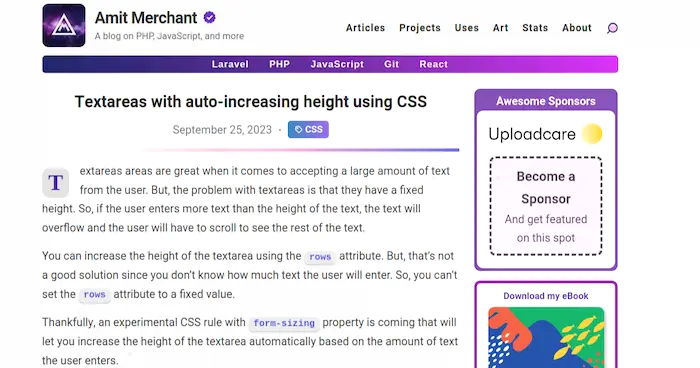 Amit Merchant
A blog on PHP, JavaScript, and more
Articles Projects Uses Art Stats About
Laravel PHP JavaScript Git React
Textareas with auto-increasing height using CSS
September 25, 2023 - CSS
Textareas areas are great when it comes to accepting a large amount of text
from the user. But, the problem with textareas is that they have a fixed
height. So, if the user enters more text than the height of the text, the text will
overflow and the user will have to scroll to see the rest of the text.
You can increase the height of the textarea using the rows attribute. But, that's not
a good solution since you don't know how much text the user will enter. So, you can't
set the rows attribute to a fixed value.
Thankfully, an experimental CSS rule with form-sizing property is coming that will
let you increase the height of the textarea automatically based on the amount of text
the user enters.
Awesome Sponsors
Uploadcare
Become a
Sponsor
And get featured
on this spot
Download my eBook